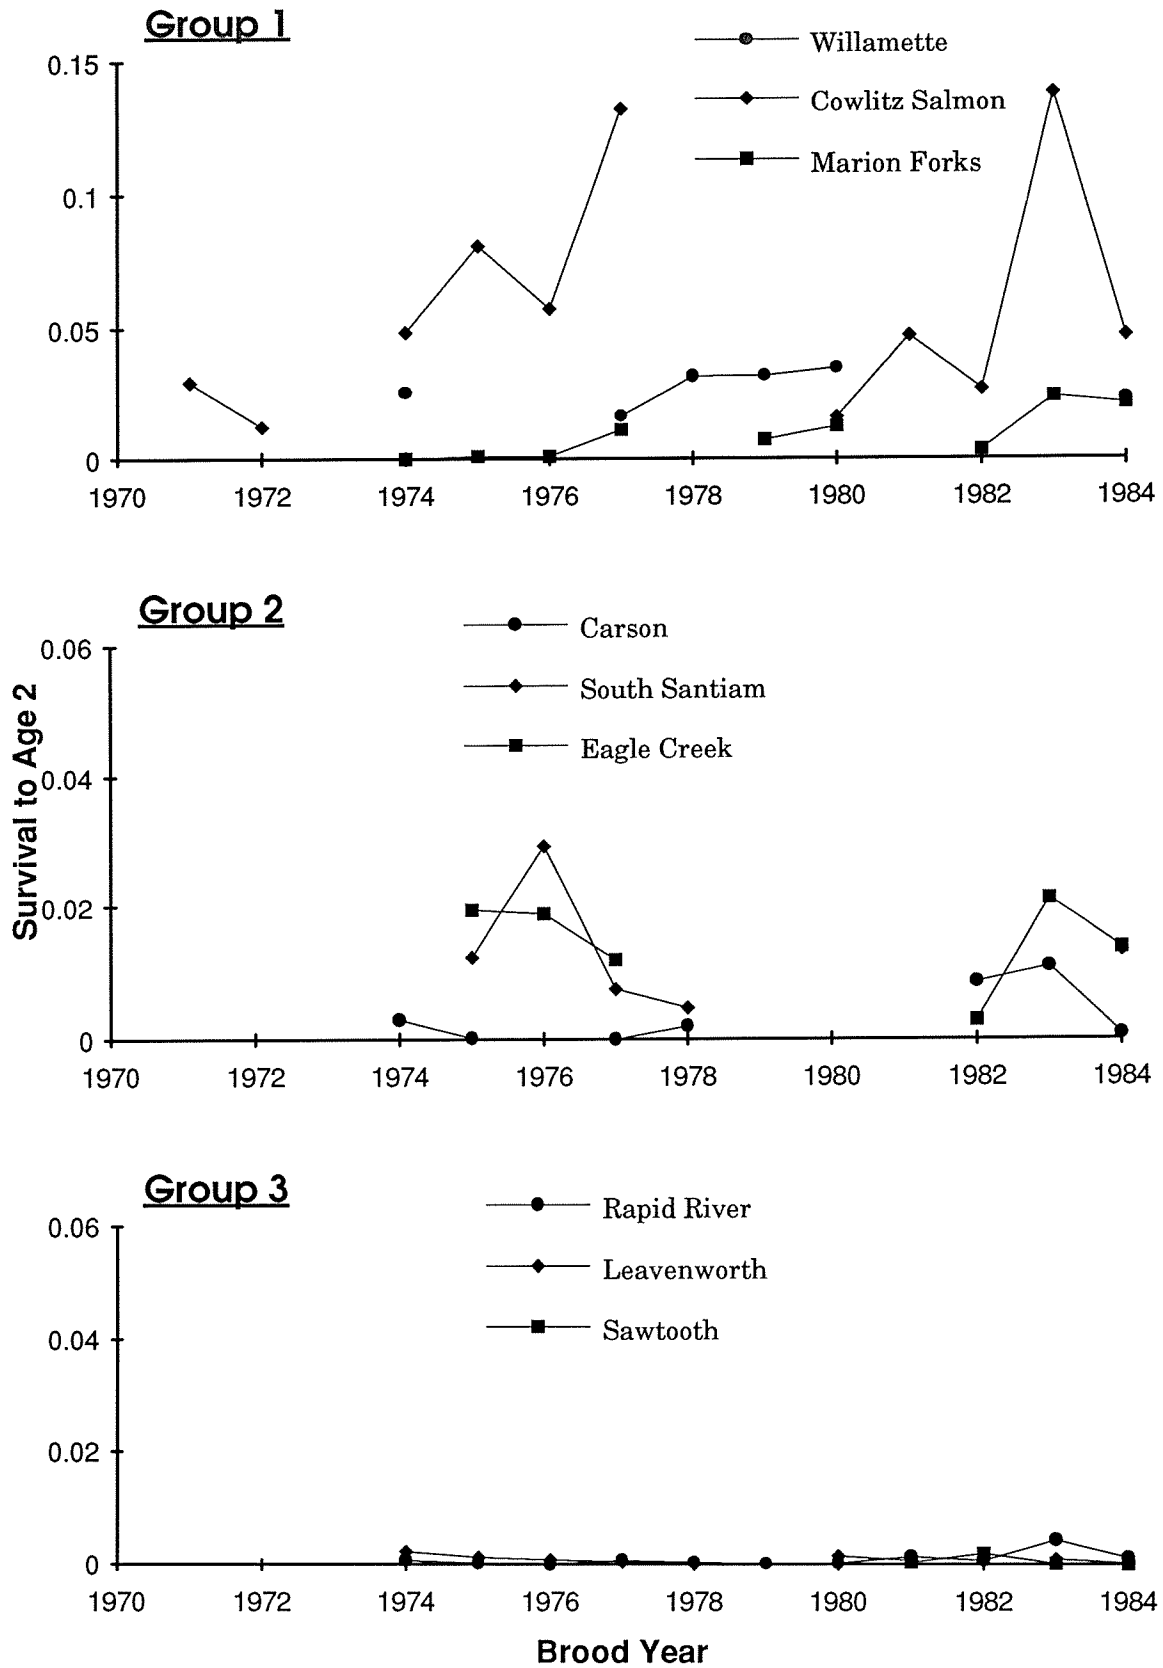 Group 1
Willamette
Cowlitz Salmon
Marion Forks
0.15
0.1
0.05
0
1970 1972 1974 1976 1978 1980 1982 1984
Group 2
Carson
South Santiam
Eagle Creek
Survival to Age 2
0.06
0.04
0.02
0
1970 1972 1974 1976 1978 1980 1982 1984
Group 3
Rapid River
Leavenworth
Sawtooth
0.06
0.04
0.02
0
1970 1972 1974 1976 1978 1980 1982 1984
Brood Year